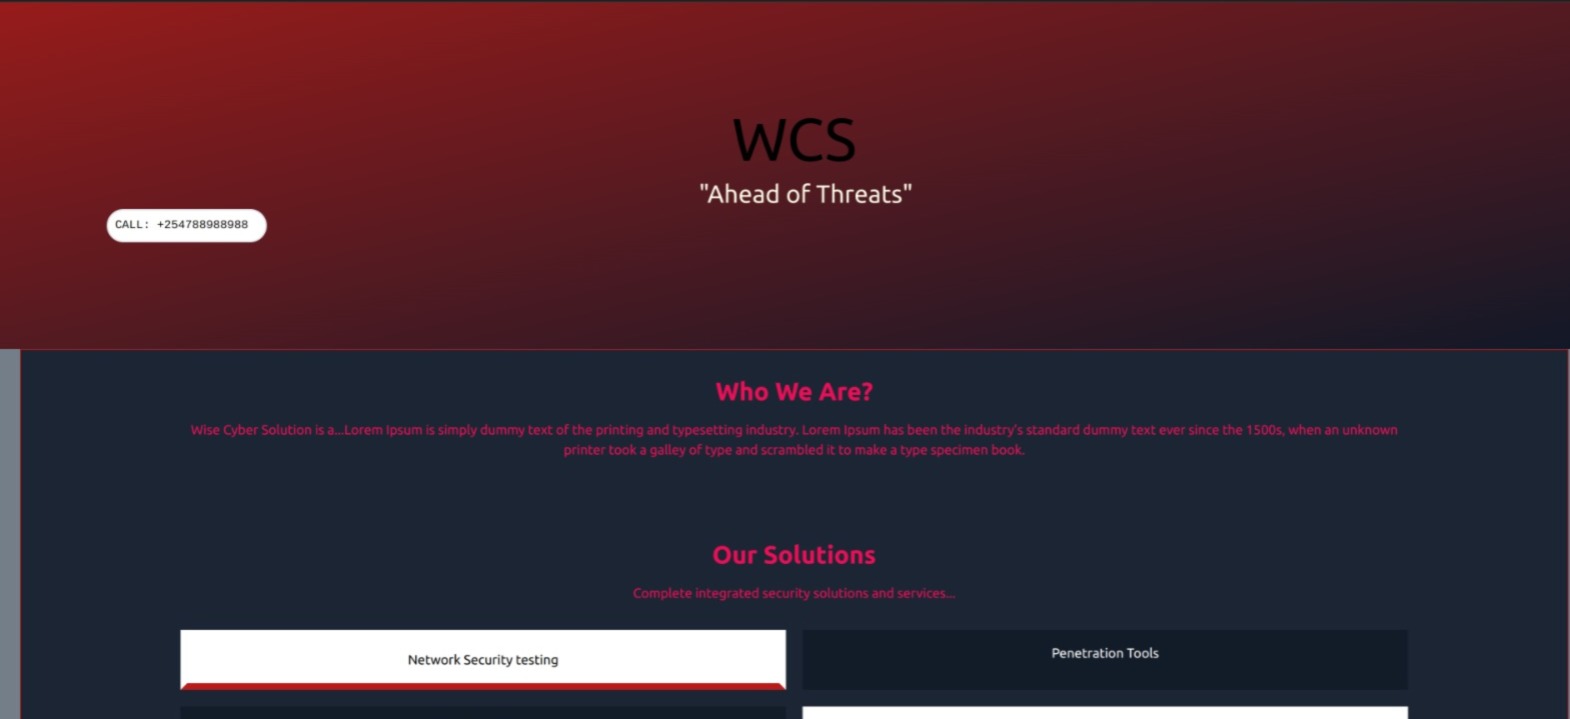 WCS
"Ahead of Threats"
CALL: +254788988988
Who We Are?
Wise Cyber Solution is a...Lorem Ipsum is simply dummy text of the printing and typesetting industry. Lorem Ipsum has been the industry's standard dummy text ever since the 1500s, when an unknown
printer took a galley of type and scrambled it to make a type specimen book.
Our Solutions
Complete integrated security solutions and services...
Network Security testing
Penetration Tools